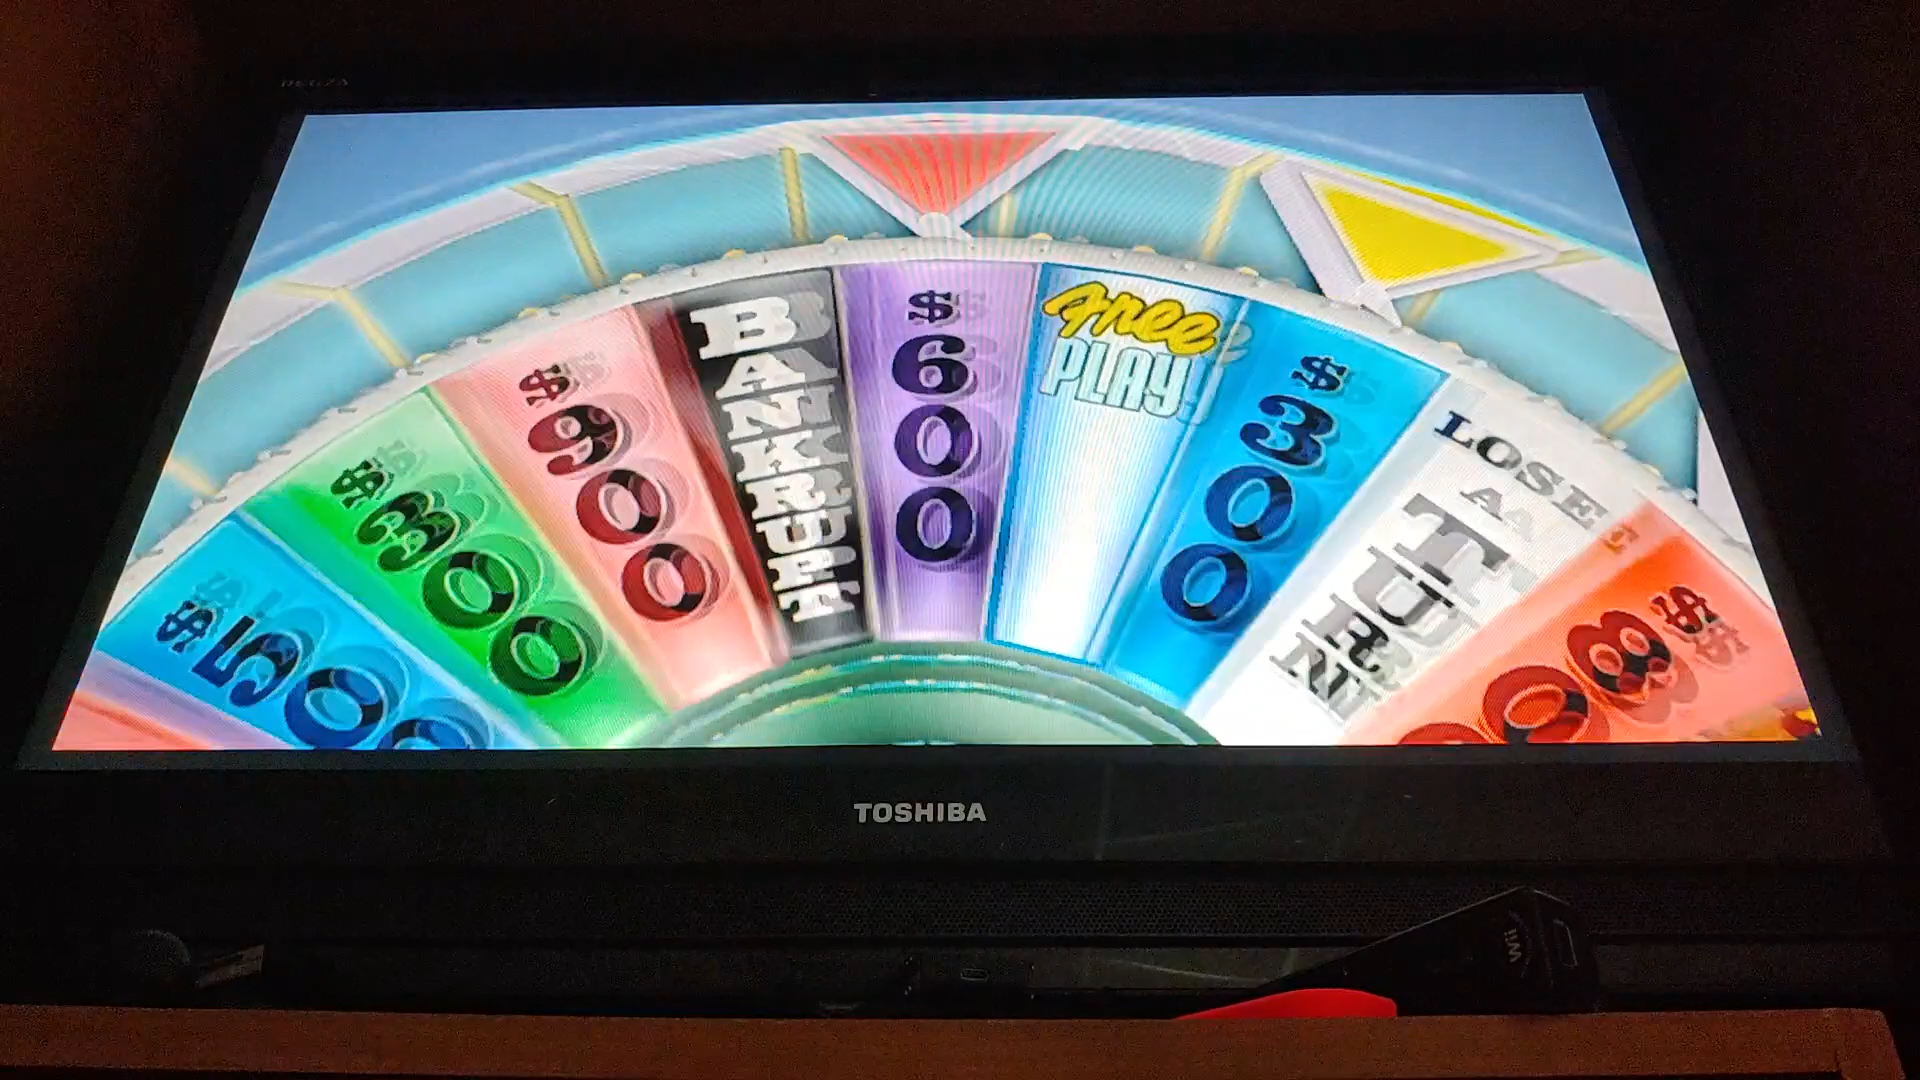 REGZA
$500
$300
$900
BANKRUPT
$600
Free
PLAY
$300
LOSE
A
TURN
$800
TOSHIBA
Wii